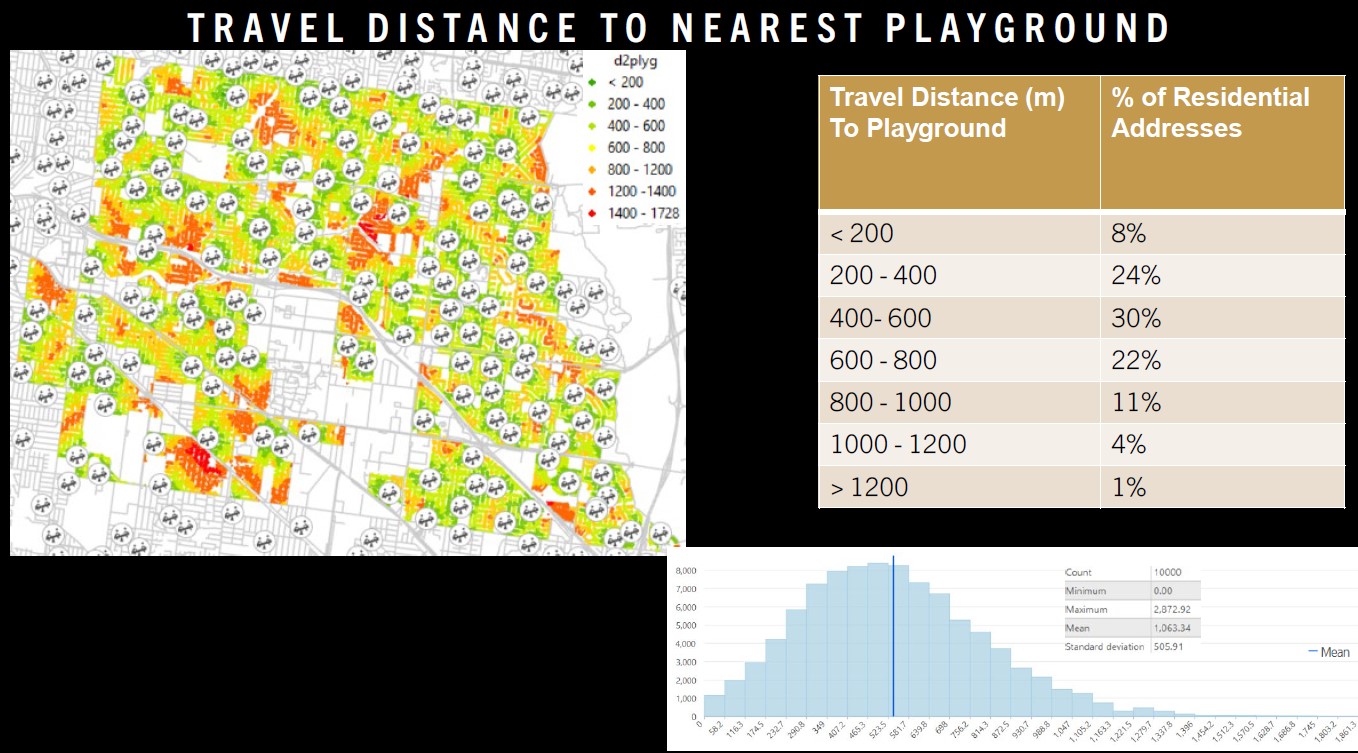 TRAVEL DISTANCE TO NEAREST PLAYGROUND
d2plyg
< 200
200 - 400
400 - 600
600 - 800
800 - 1200
1200 -1400
1400 - 1728
Travel Distance (m) % of Residential
To Playground Addresses
< 200 8%
200 - 400 24%
400- 600 30%
600 - 800 22%
800 - 1000 11%
1000 - 1200 4%
> 1200 1%
8,000
7,000
6,000
5,000
4,000
3,000
2,000
1,000
0
Count 10000
Minimum 0.00
Maximum 2,872.92
Mean 1,063.34
Standard deviation 505.91
Mean
0 58.2 116.3 174.5 232.7 290.8 349 407.2 465.3 523.5 581.7 639.8 698 756.2 814.3 872.5 930.7 988.8 1,047 1,105.2 1,163.3 1,221.5 1,279.7 1,337.8 1,396 1,454.2 1,512.3 1,570.5 1,628.7 1,686.8 1,745 1,803.2 1,861.3